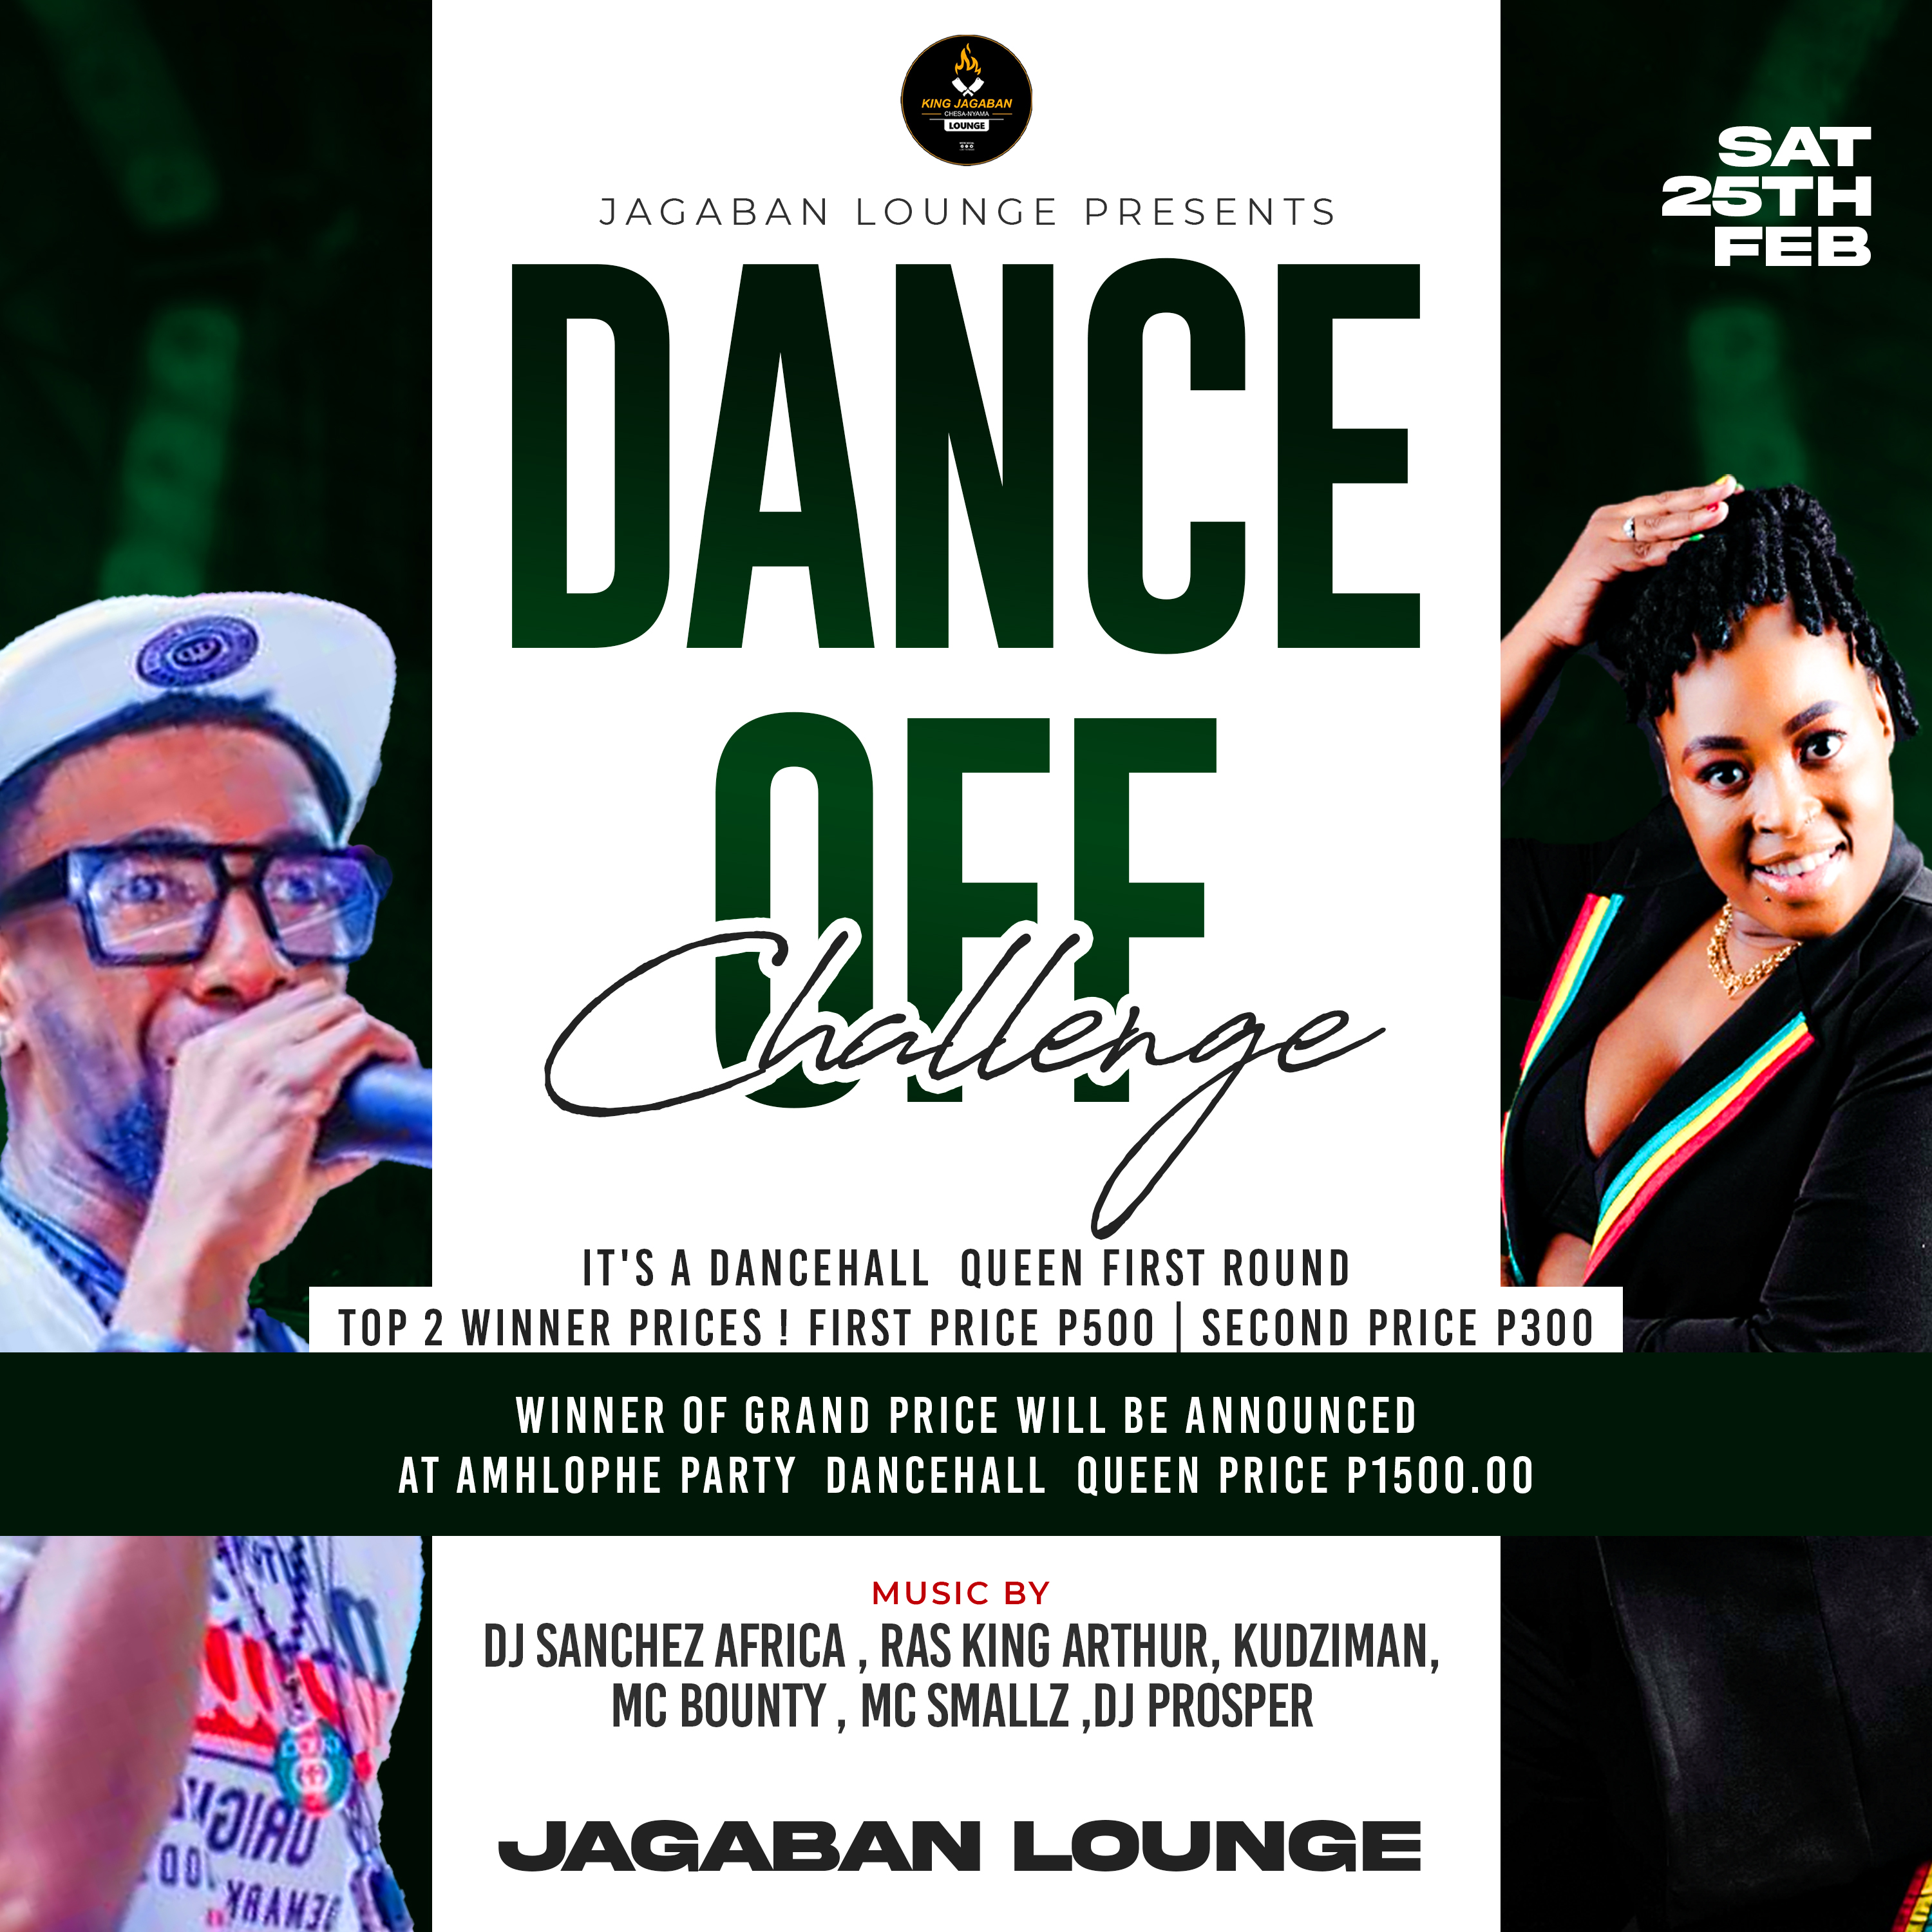 KING JAGABAN
CHESA-NYAMA
LOUNGE
JAGABAN LOUNGE PRESENTS
SAT
25TH
FEB
DANCE
OFF
Challenge
IT'S A DANCEHALL QUEEN FIRST ROUND
TOP 2 WINNER PRICES ! FIRST PRICE P500 | SECOND PRICE P300
WINNER OF GRAND PRICE WILL BE ANNOUNCED
AT AMHLOPHE PARTY DANCEHALL QUEEN PRICE P1500.00
MUSIC BY
DJ SANCHEZ AFRICA , RAS KING ARTHUR, KUDZIMAN,
MC BOUNTY , MC SMALLZ ,DJ PROSPER
JAGABAN LOUNGE